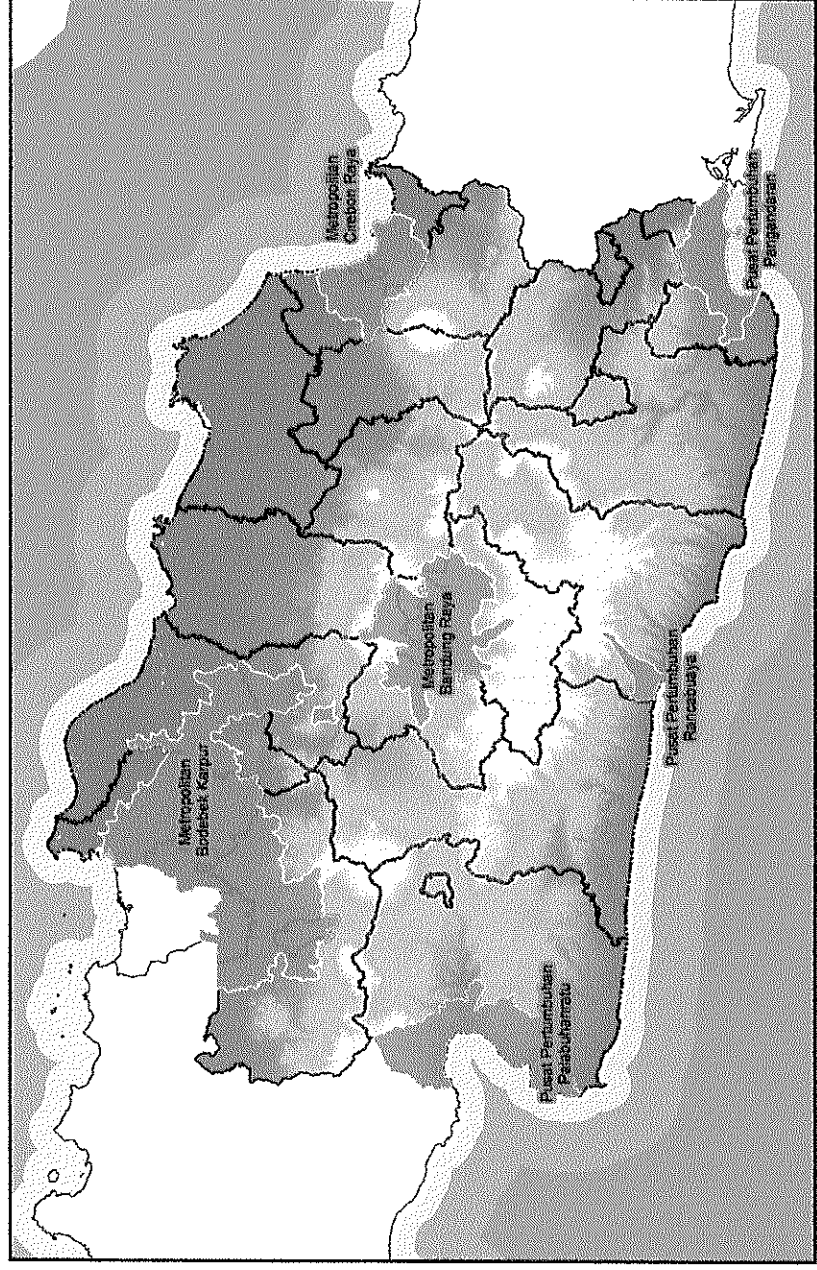 Metropolitan
Cirebon Raya
Metropolitan
Bodebek Karpur
Metropolitan
Bandung Raya
Pusat Pertumbuhan
Pangandaran
Pusat Pertumbuhan
Rancabuaya
Pusat Pertumbuhan
Palabuhanratu